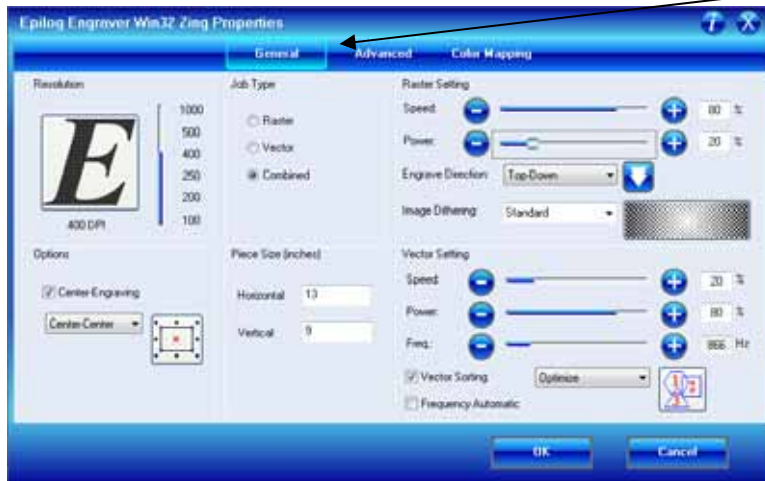 Epilog Engraver Win32 Zing Properties
General Advanced Color Mapping
Resolution
1000
500
400
250
200
100
400 DPI
Job Type
Raster
Vector
Combined
Raster Setting
Speed: 80 %
Power: 20 %
Engrave Direction: Top-Down
Image Dithering: Standard
Options
Center-Engraving
Center-Center
Piece Size (inches)
Horizontal 13
Vertical 9
Vector Setting
Speed: 20 %
Power: 80 %
Freq.: 866 Hz
Vector Sorting Optimize
Frequency Automatic
OK Cancel